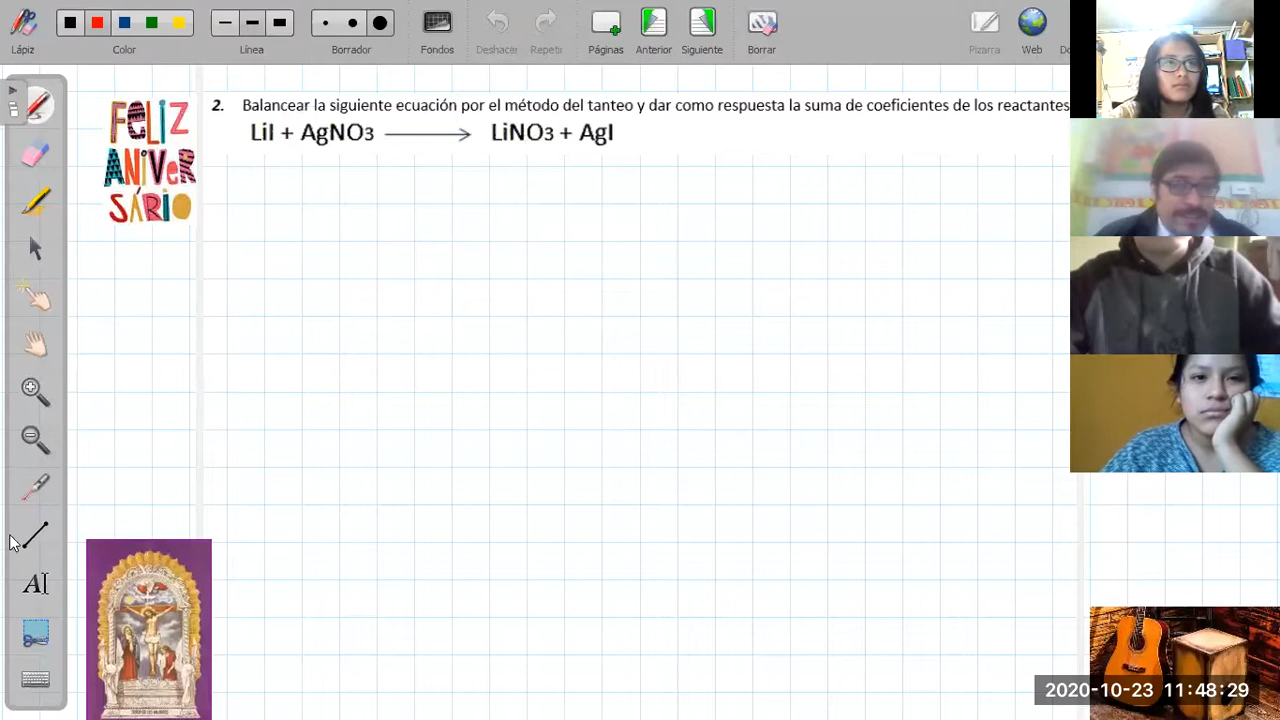 Lápiz
Color
Línea
Borrador
Fondos
Deshacer
Repetir
Páginas
Anterior
Siguiente
Borrar
Pizarra
Web
FELIZ
ANIVER
SÁRIO
2. Balancear la siguiente ecuación por el método del tanteo y dar como respuesta la suma de coeficientes de los reactantes
LiI + AgNO3 ⟶ LiNO3 + AgI
AI
2020-10-23 11:48:29